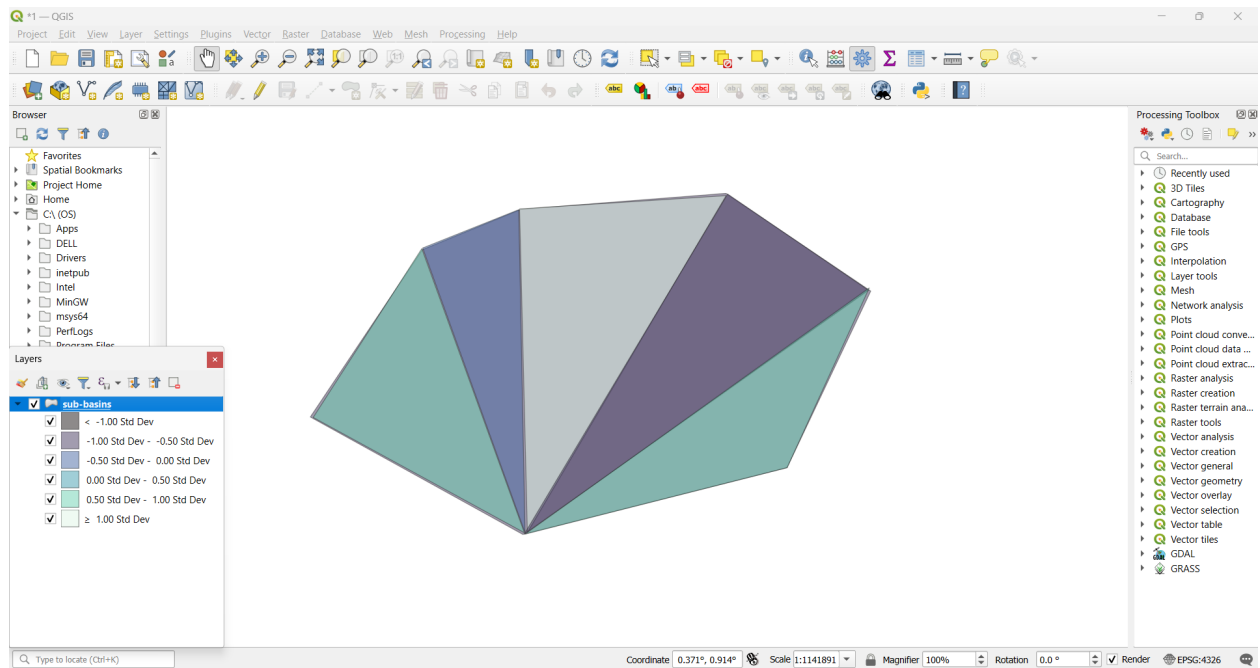 *1 — QGIS
Project Edit View Layer Settings Plugins Vector Raster Database Web Mesh Processing Help
abc
ab
abc
Browser
Favorites
Spatial Bookmarks
Project Home
Home
C:\ (OS)
Apps
DELL
Drivers
inetpub
Intel
MinGW
msys64
PerfLogs
Program Files
Layers
sub-basins
< -1.00 Std Dev
-1.00 Std Dev - -0.50 Std Dev
-0.50 Std Dev - 0.00 Std Dev
0.00 Std Dev - 0.50 Std Dev
0.50 Std Dev - 1.00 Std Dev
≥ 1.00 Std Dev
Processing Toolbox
Search...
Recently used
3D Tiles
Cartography
Database
File tools
GPS
Interpolation
Layer tools
Mesh
Network analysis
Plots
Point cloud conve...
Point cloud data ...
Point cloud extrac...
Raster analysis
Raster creation
Raster terrain ana...
Raster tools
Vector analysis
Vector creation
Vector general
Vector geometry
Vector overlay
Vector selection
Vector table
Vector tiles
GDAL
GRASS
Type to locate (Ctrl+K)
Coordinate 0.371°, 0.914° Scale 1:1141891 Magnifier 100% Rotation 0.0 ° Render EPSG:4326